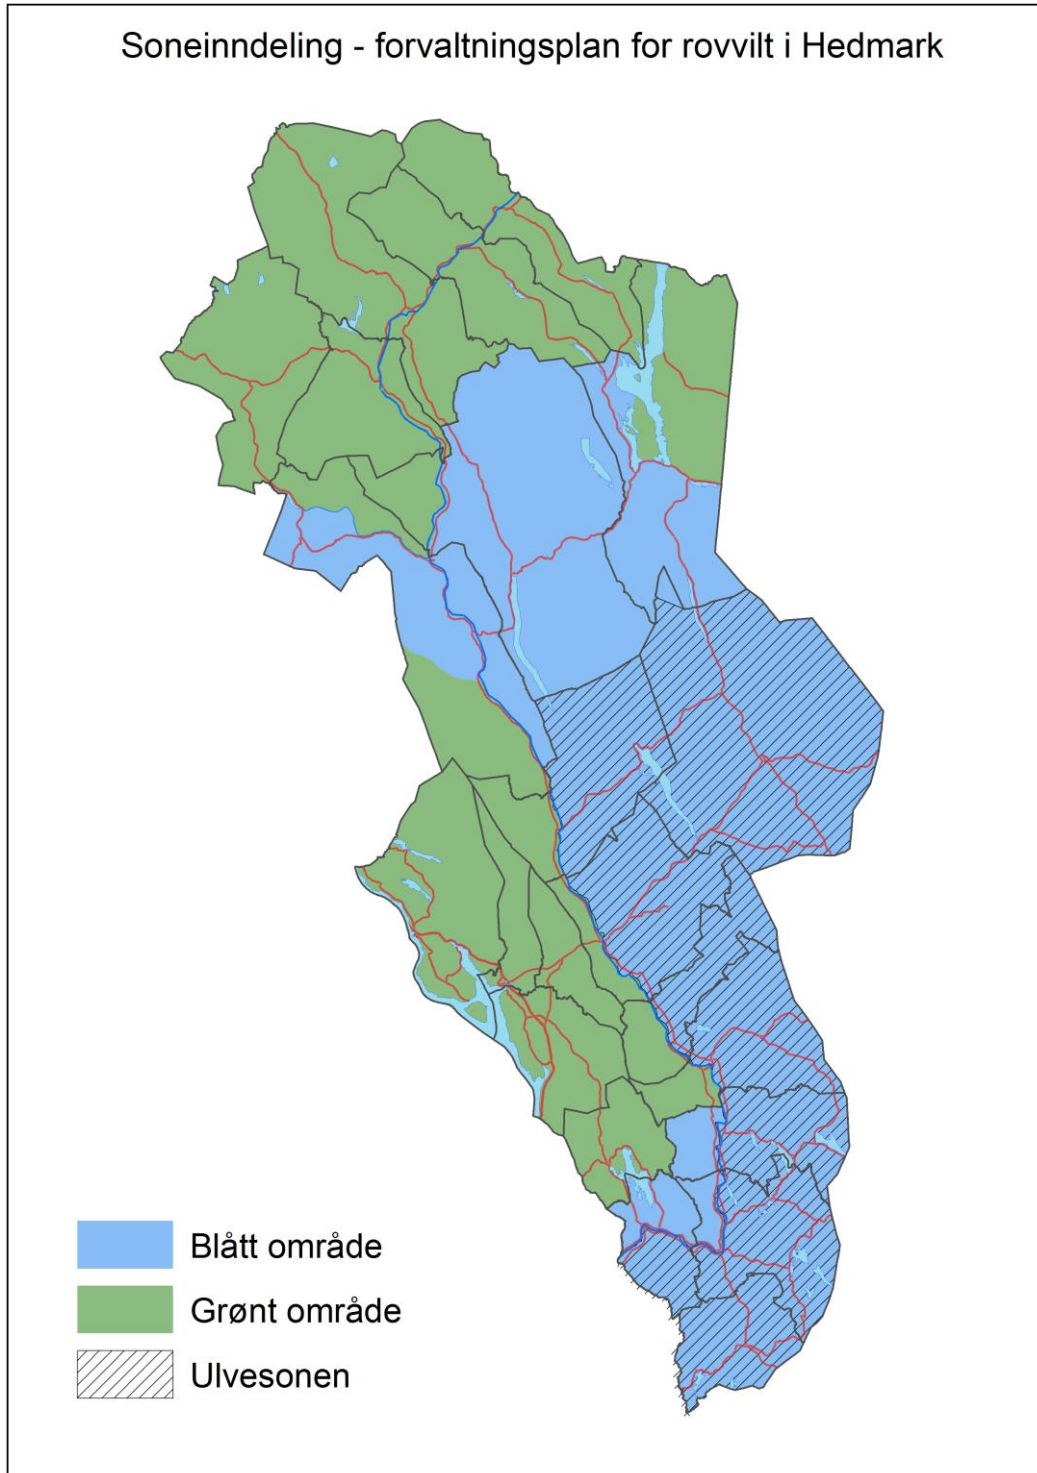 Soneinndeling - forvaltningsplan for rovvilt i Hedmark
Blått område
Grønt område
Ulvesonen